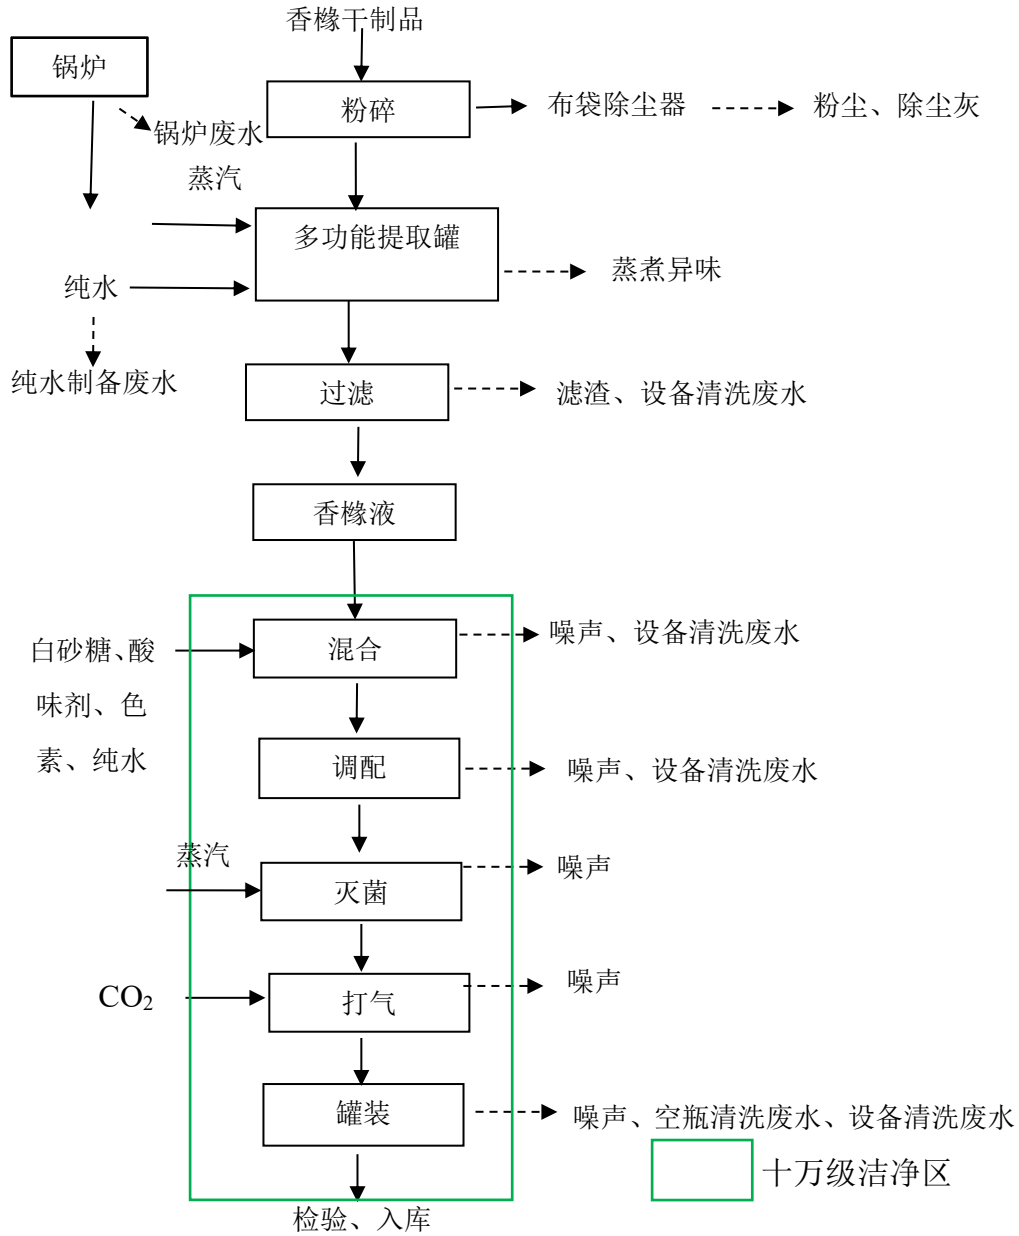 香橼干制品
锅炉
粉碎
布袋除尘器
粉尘、除尘灰
锅炉废水
蒸汽
多功能提取罐
蒸煮异味
纯水
纯水制备废水
过滤
滤渣、设备清洗废水
香橼液
混合
噪声、设备清洗废水
白砂糖、酸
味剂、色
素、纯水
调配
噪声、设备清洗废水
蒸汽
灭菌
噪声
CO₂
打气
噪声
罐装
噪声、空瓶清洗废水、设备清洗废水
十万级洁净区
检验、入库